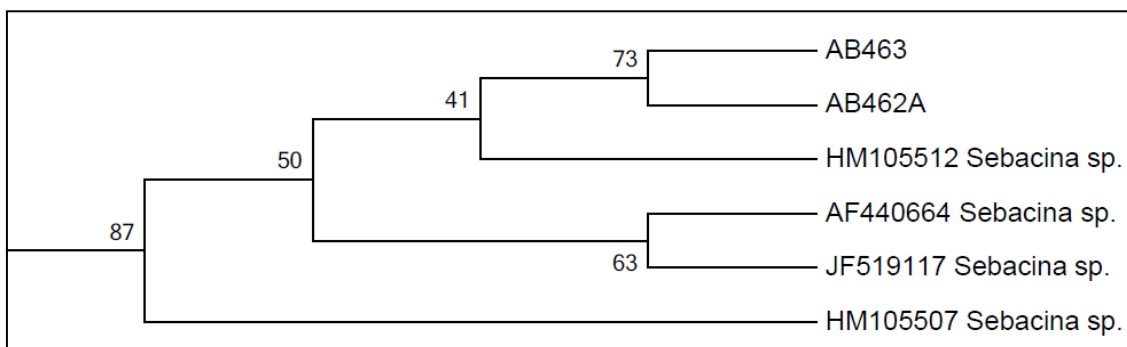 73
AB463
41
AB462A
50
HM105512 Sebacina sp.
87
AF440664 Sebacina sp.
63
JF519117 Sebacina sp.
HM105507 Sebacina sp.